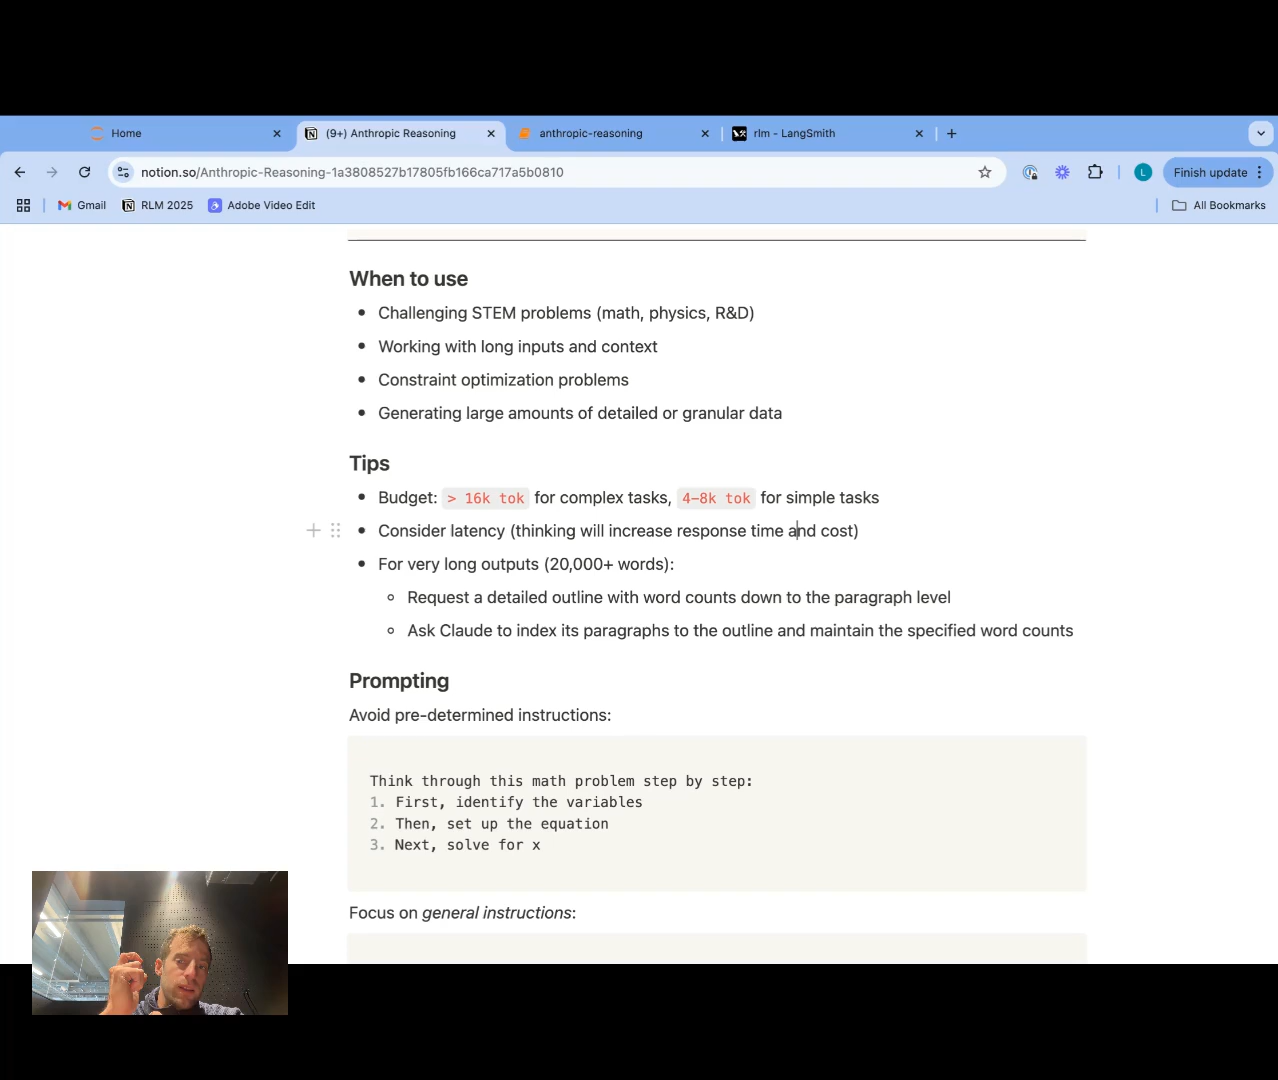 Home
(9+) Anthropic Reasoning
anthropic-reasoning
rlm - LangSmith
notion.so/Anthropic-Reasoning-1a3808527b17805fb166ca717a5b0810
L
Finish update
Gmail
RLM 2025
Adobe Video Edit
All Bookmarks
When to use
• Challenging STEM problems (math, physics, R&D)
• Working with long inputs and context
• Constraint optimization problems
• Generating large amounts of detailed or granular data
Tips
• Budget: > 16k tok for complex tasks, 4-8k tok for simple tasks
• Consider latency (thinking will increase response time and cost)
• For very long outputs (20,000+ words):
◦ Request a detailed outline with word counts down to the paragraph level
◦ Ask Claude to index its paragraphs to the outline and maintain the specified word counts
Prompting
Avoid pre-determined instructions:
Think through this math problem step by step:
1. First, identify the variables
2. Then, set up the equation
3. Next, solve for x
Focus on general instructions: